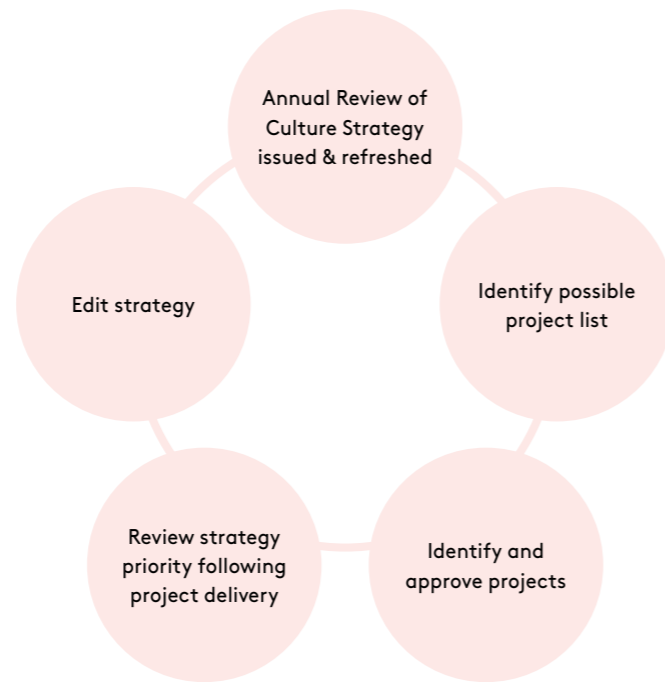 Annual Review of
Culture Strategy
issued & refreshed
Identify possible
project list
Identify and
approve projects
Review strategy
priority following
project delivery
Edit strategy